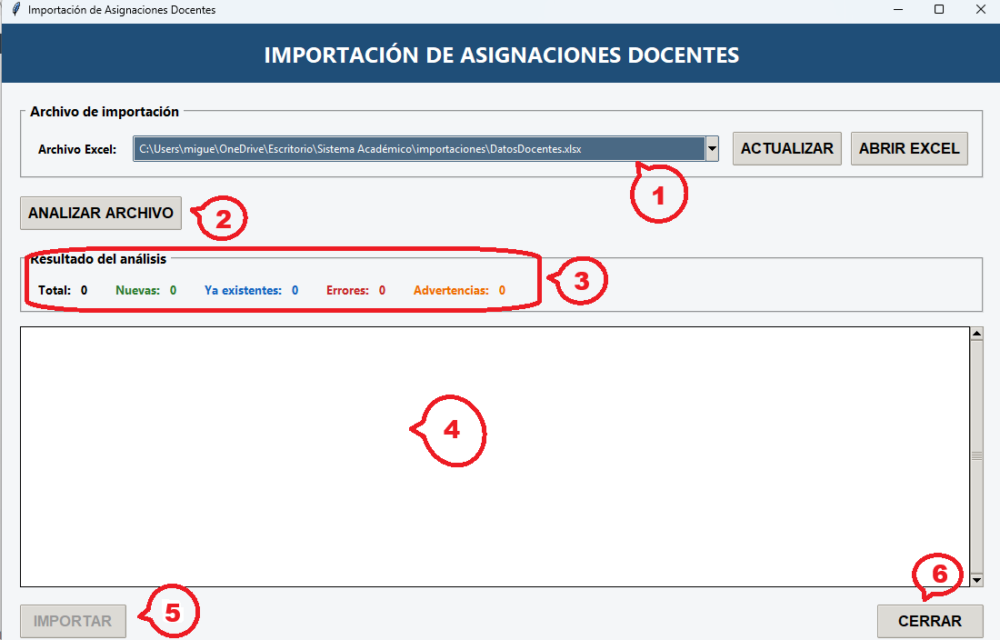 Importación de Asignaciones Docentes
IMPORTACIÓN DE ASIGNACIONES DOCENTES
Archivo de importación
Archivo Excel: C:\Users\migue\OneDrive\Escritorio\Sistema Académico\importaciones\DatosDocentes.xlsx ACTUALIZAR ABRIR EXCEL
1
ANALIZAR ARCHIVO 2
Resultado del análisis
Total: 0 Nuevas: 0 Ya existentes: 0 Errores: 0 Advertencias: 0 3
4
6
IMPORTAR 5 CERRAR